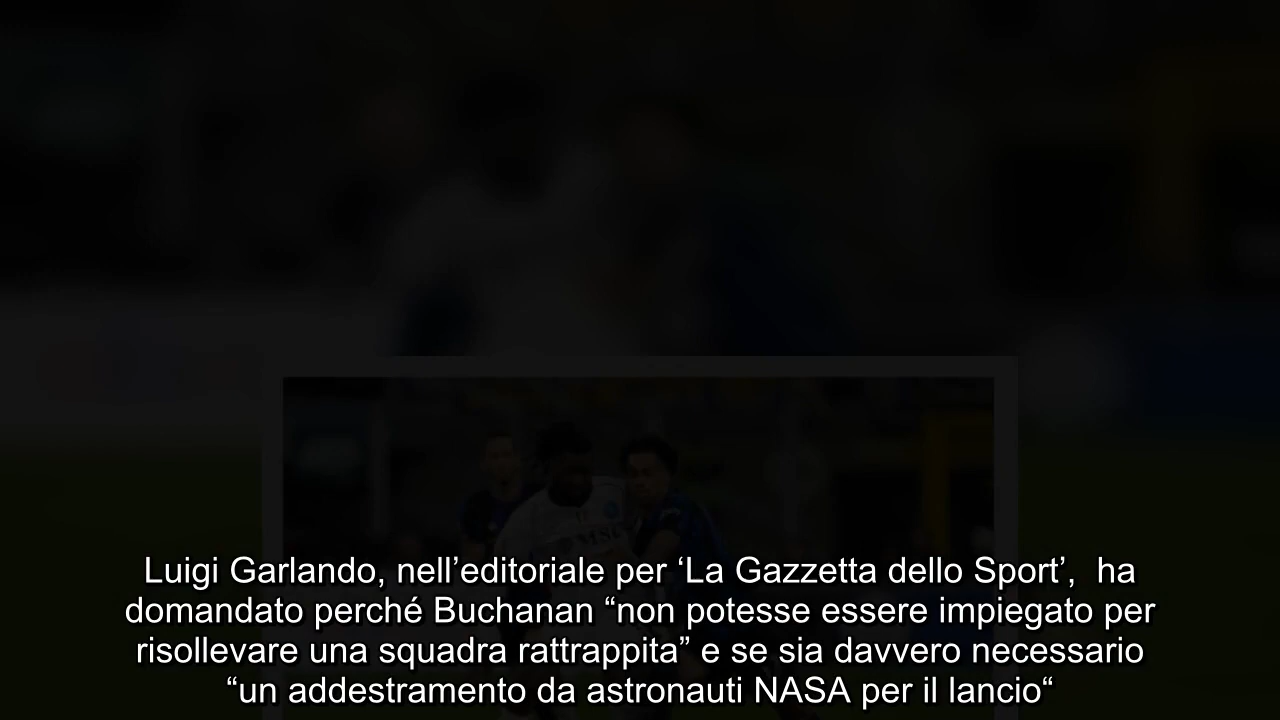 Luigi Garlando, nell’editoriale per ‘La Gazzetta dello Sport’,  ha
domandato perché Buchanan “non potesse essere impiegato per
risollevare una squadra rattrappita” e se sia davvero necessario
“un addestramento da astronauti NASA per il lancio“
MSC